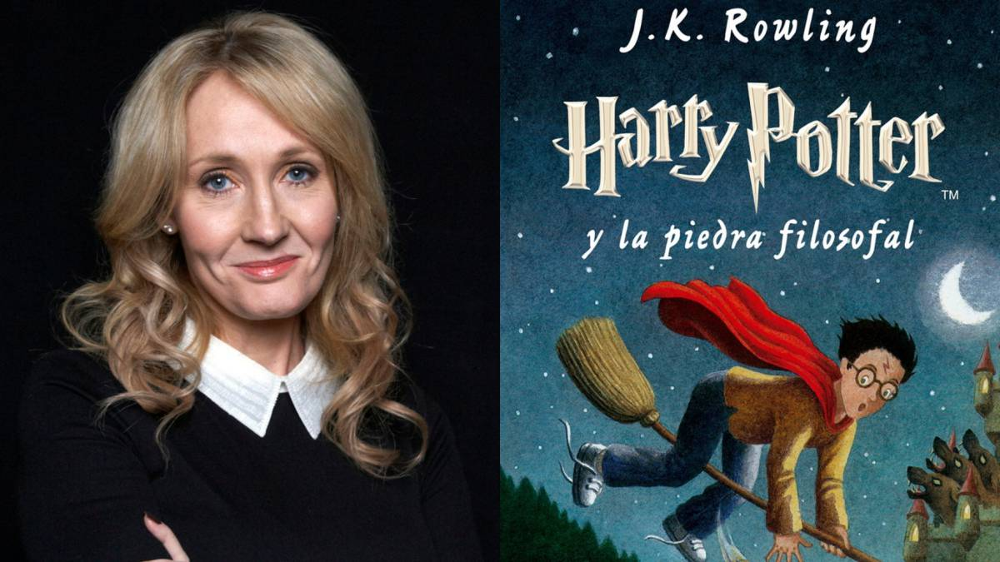 J.K. Rowling
Harry Potter
TM
y la piedra filosofal